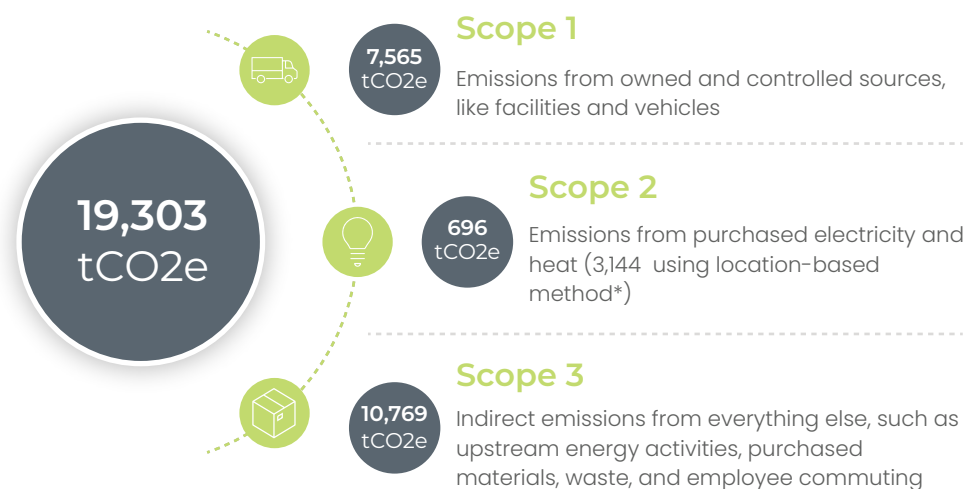 Scope 1
7,565
tCO2e
Emissions from owned and controlled sources,
like facilities and vehicles
19,303
tCO2e
Scope 2
696
tCO2e
Emissions from purchased electricity and
heat (3,144  using location-based
method*)
Scope 3
10,769
tCO2e
Indirect emissions from everything else, such as
upstream energy activities, purchased
materials, waste, and employee commuting